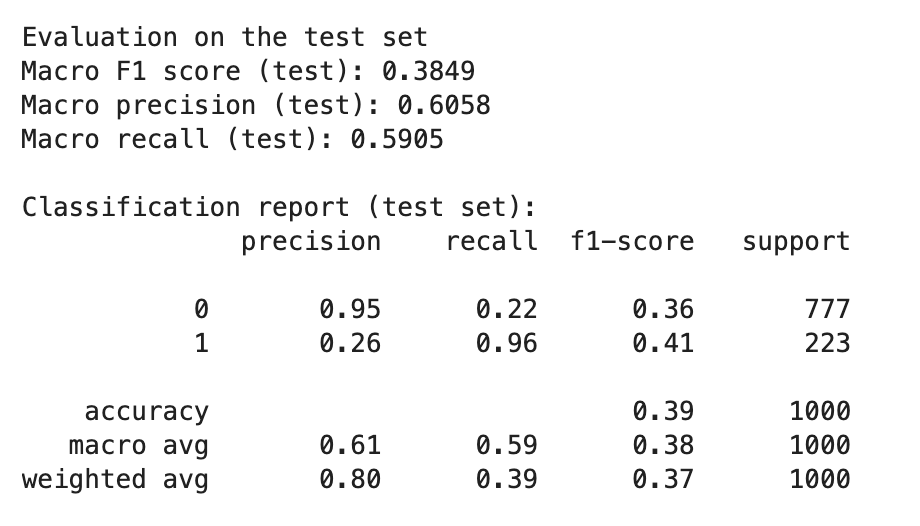 Evaluation on the test set
Macro F1 score (test): 0.3849
Macro precision (test): 0.6058
Macro recall (test): 0.5905
Classification report (test set):
precision recall f1-score support
0 0.95 0.22 0.36 777
1 0.26 0.96 0.41 223
accuracy 0.39 1000
macro avg 0.61 0.59 0.38 1000
weighted avg 0.80 0.39 0.37 1000